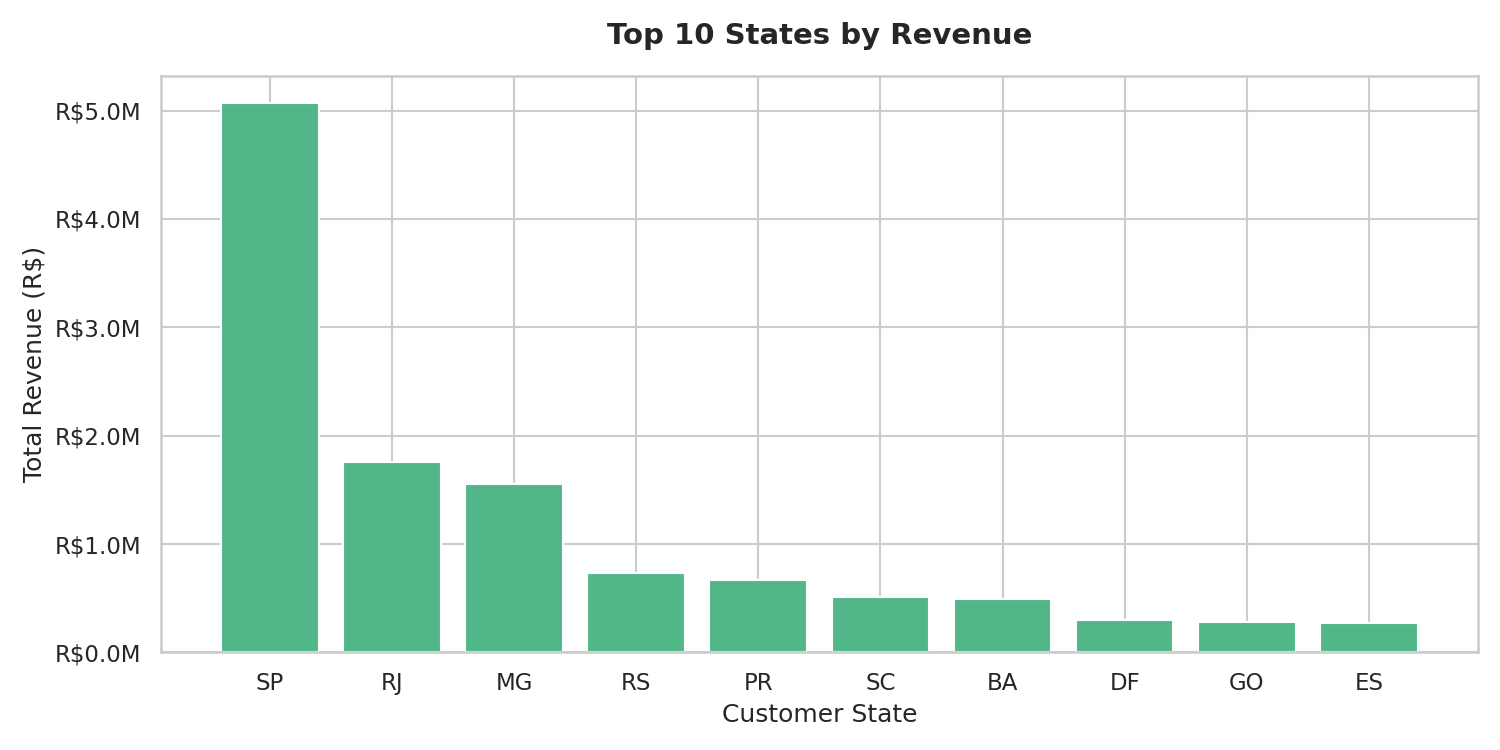 Top 10 States by Revenue
Total Revenue (R$)
R$5.0M
R$4.0M
R$3.0M
R$2.0M
R$1.0M
R$0.0M
SP RJ MG RS PR SC BA DF GO ES
Customer State